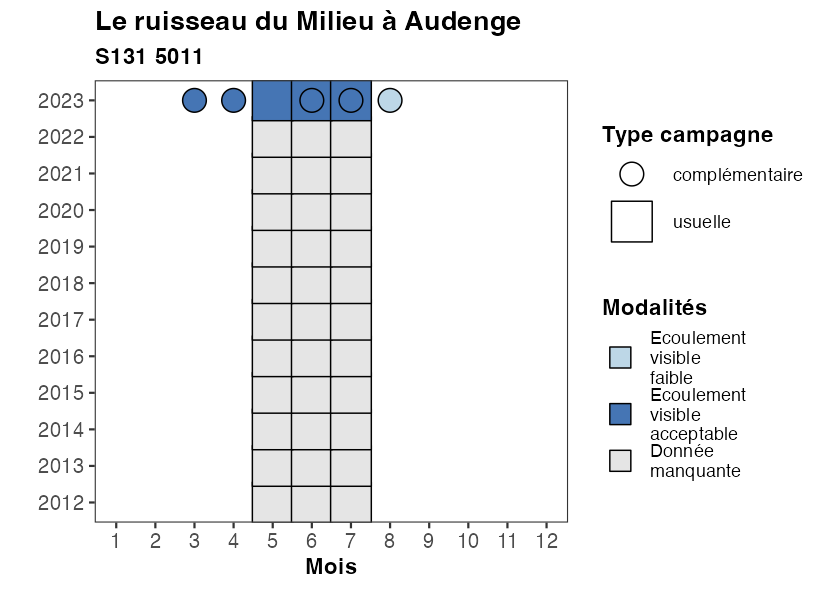 Le ruisseau du Milieu à Audenge
S131 5011
2023
2022
2021
2020
2019
2018
2017
2016
2015
2014
2013
2012
1 2 3 4 5 6 7 8 9 10 11 12
Mois
Type campagne
complémentaire
usuelle
Modalités
Ecoulement
visible
faible
Ecoulement
visible
acceptable
Donnée
manquante